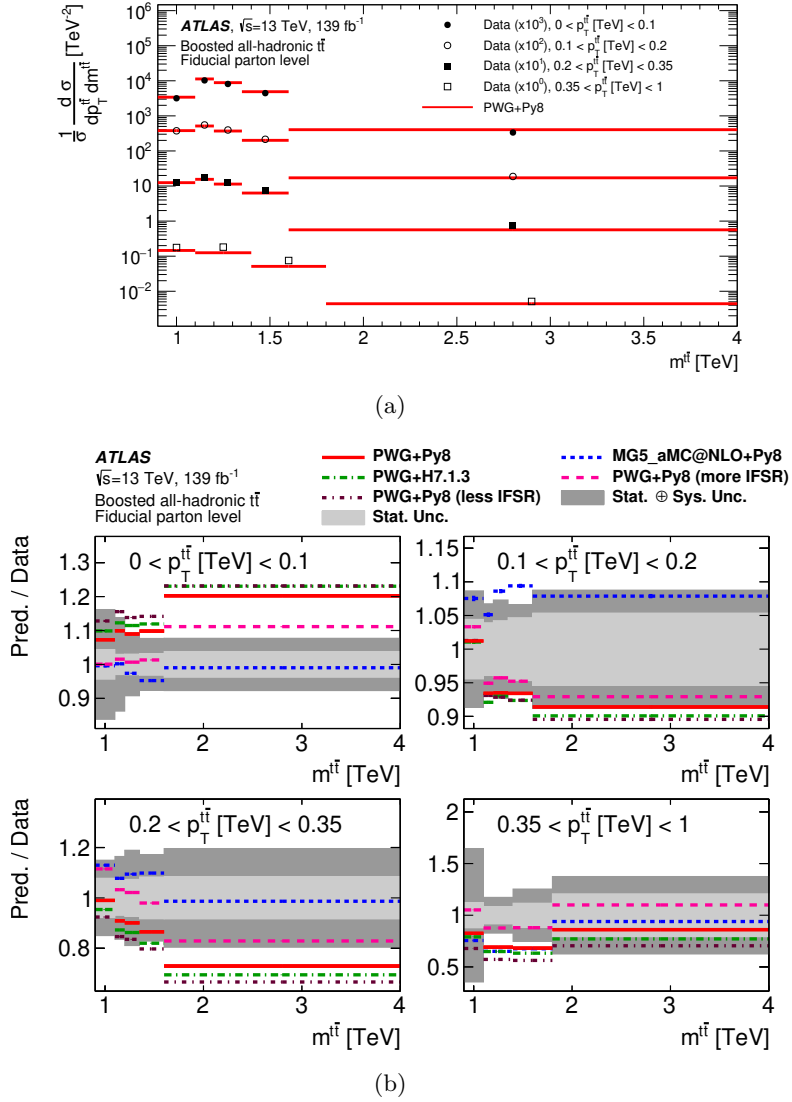 ATLAS, √s=13 TeV, 139 fb⁻¹
Boosted all-hadronic tt̄
Fiducial parton level
Data (x10³), 0 < p_T^{tt̄} [TeV] < 0.1
Data (x10²), 0.1 < p_T^{tt̄} [TeV] < 0.2
Data (x10¹), 0.2 < p_T^{tt̄} [TeV] < 0.35
Data (x10⁰), 0.35 < p_T^{tt̄} [TeV] < 1
PWG+Py8
1/σ d σ / dp_T^{tt̄} dm^{tt̄} [TeV⁻²]
10⁶
10⁵
10⁴
10³
10²
10
1
10⁻¹
10⁻²
1 1.5 2 2.5 3 3.5 4
m^{tt̄} [TeV]
(a)
ATLAS
√s=13 TeV, 139 fb⁻¹
Boosted all-hadronic tt̄
Fiducial parton level
PWG+Py8
PWG+H7.1.3
PWG+Py8 (less IFSR)
Stat. Unc.
MG5_aMC@NLO+Py8
PWG+Py8 (more IFSR)
Stat. ⊕ Sys. Unc.
Pred. / Data
0 < p_T^{tt̄} [TeV] < 0.1
1.3
1.2
1.1
1
0.9
1 2 3 4
m^{tt̄} [TeV]
0.1 < p_T^{tt̄} [TeV] < 0.2
1.15
1.1
1.05
1
0.95
0.9
1 2 3 4
m^{tt̄} [TeV]
Pred. / Data
0.2 < p_T^{tt̄} [TeV] < 0.35
1.2
1
0.8
1 2 3 4
m^{tt̄} [TeV]
0.35 < p_T^{tt̄} [TeV] < 1
2
1.5
1
0.5
1 2 3 4
m^{tt̄} [TeV]
(b)